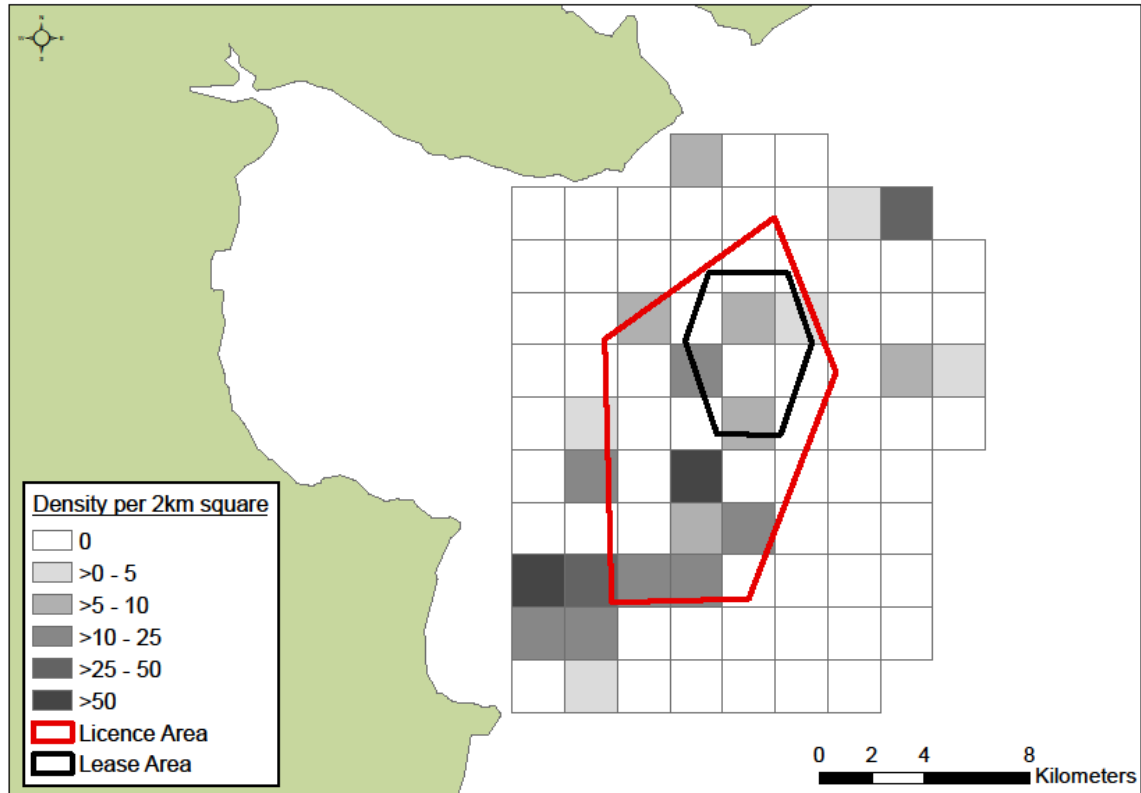 N
E
S
Density per 2km square
0
>0 - 5
>5 - 10
>10 - 25
>25 - 50
>50
Licence Area
Lease Area
0 2 4 8
Kilometers